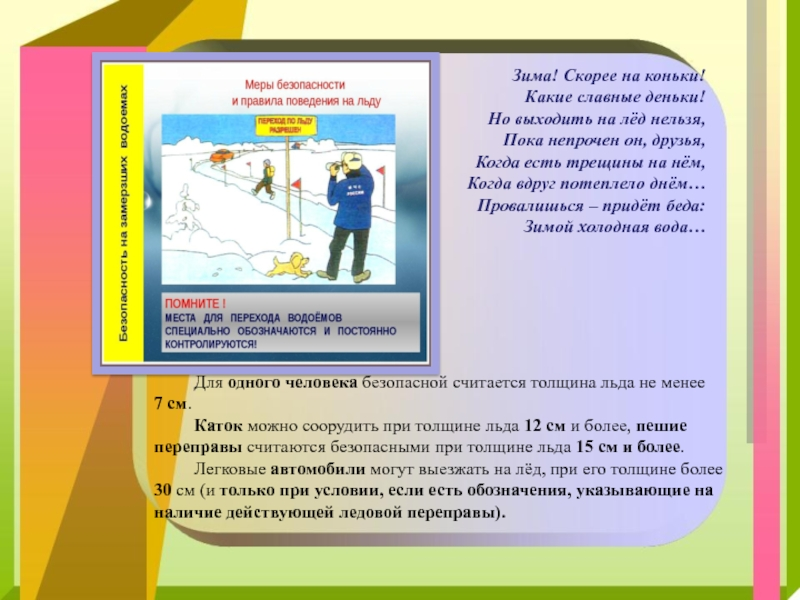 Безопасность на замерзших водоемах
Меры безопасности
и правила поведения на льду
ПЕРЕХОД ПО ЛЬДУ
РАЗРЕШЕН!
МЧС
РОССИИ
ПОМНИТЕ !
МЕСТА ДЛЯ ПЕРЕХОДА ВОДОЁМОВ
СПЕЦИАЛЬНО ОБОЗНАЧАЮТСЯ И ПОСТОЯННО
КОНТРОЛИРУЮТСЯ!
Зима! Скорее на коньки!
Какие славные деньки!
Но выходить на лёд нельзя,
Пока непрочен он, друзья,
Когда есть трещины на нём,
Когда вдруг потеплело днём…
Провалишься – придёт беда:
Зимой холодная вода…
Для одного человека безопасной считается толщина льда не менее
7 см.
Каток можно соорудить при толщине льда 12 см и более, пешие
переправы считаются безопасными при толщине льда 15 см и более.
Легковые автомобили могут выезжать на лёд, при его толщине более
30 см (и только при условии, если есть обозначения, указывающие на
наличие действующей ледовой переправы).